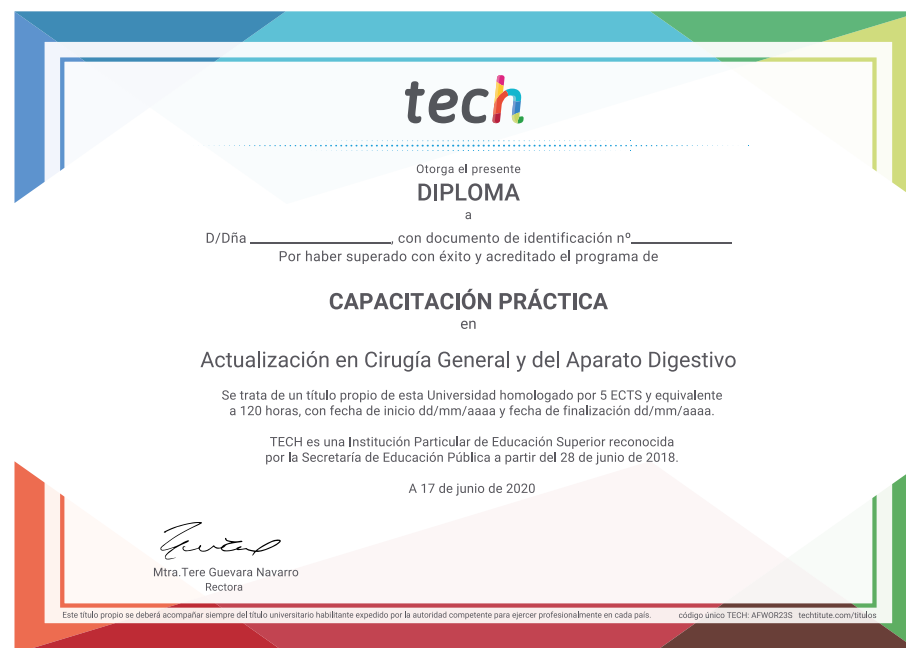 tech
Otorga el presente
DIPLOMA
a
D/Dña ____________________, con documento de identificación nº______________
Por haber superado con éxito y acreditado el programa de
CAPACITACIÓN PRÁCTICA
en
Actualización en Cirugía General y del Aparato Digestivo
Se trata de un título propio de esta Universidad homologado por 5 ECTS y equivalente
a 120 horas, con fecha de inicio dd/mm/aaaa y fecha de finalización dd/mm/aaaa.
TECH es una Institución Particular de Educación Superior reconocida
por la Secretaría de Educación Pública a partir del 28 de junio de 2018.
A 17 de junio de 2020
Mtra.Tere Guevara Navarro
Rectora
Este título propio se deberá acompañar siempre del título universitario habilitante expedido por la autoridad competente para ejercer profesionalmente en cada país. código único TECH: AFWOR23S techtitute.com/titulos